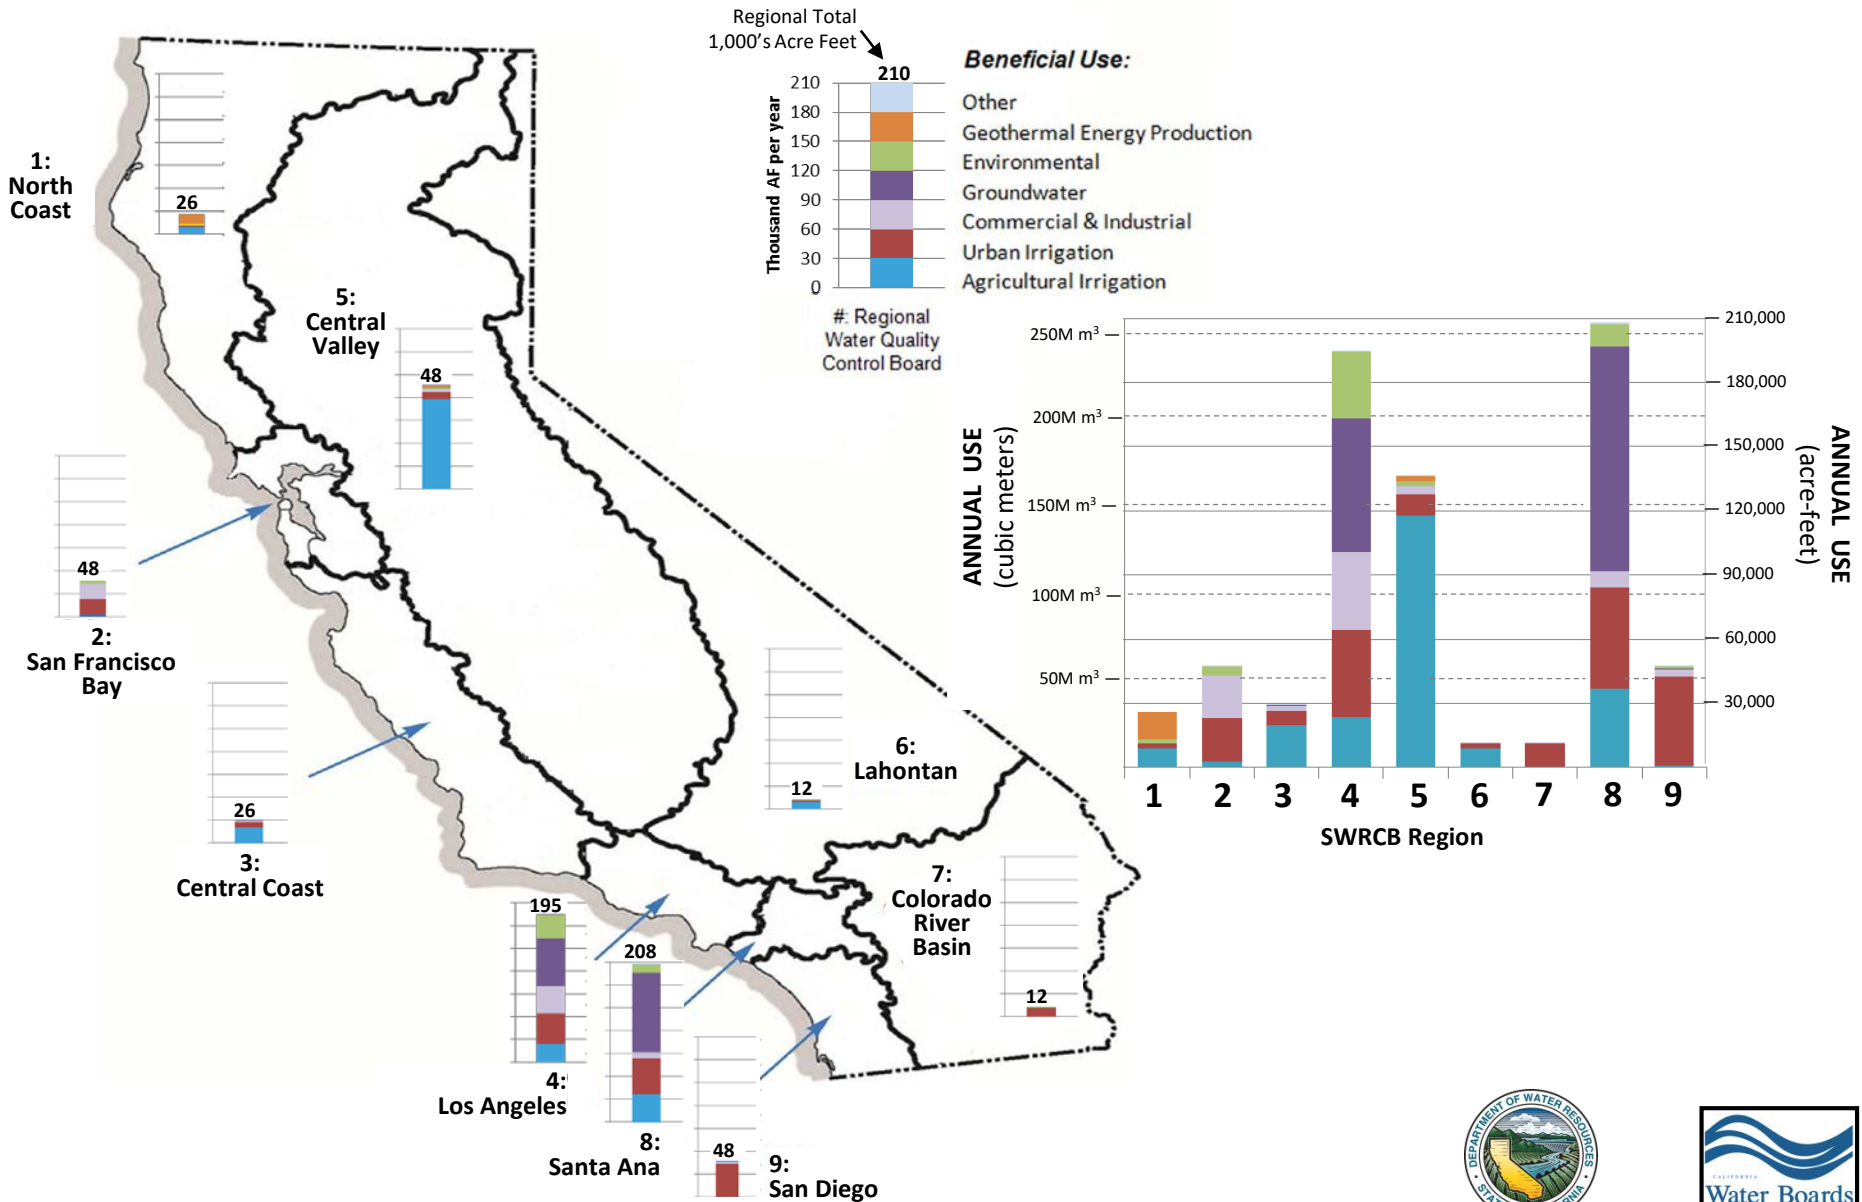 Regional Total
1,000's Acre Feet
210
Thousand AF per year
210
180
150
120
90
60
30
0
Beneficial Use:
Other
Geothermal Energy Production
Environmental
Groundwater
Commercial & Industrial
Urban Irrigation
Agricultural Irrigation
#: Regional
Water Quality
Control Board
1:
North
Coast
26
5:
Central
Valley
48
48
2:
San Francisco
Bay
26
3:
Central Coast
12
6:
Lahontan
7:
Colorado
River
Basin
12
195
4:
Los Angeles
208
8:
Santa Ana
48
9:
San Diego
ANNUAL USE
(cubic meters)
250M m³
200M m³
150M m³
100M m³
50M m³
210,000
180,000
150,000
120,000
90,000
60,000
30,000
ANNUAL USE
(acre-feet)
1 2 3 4 5 6 7 8 9
SWRCB Region
DEPARTMENT OF WATER RESOURCES
CALIFORNIA
Water Boards